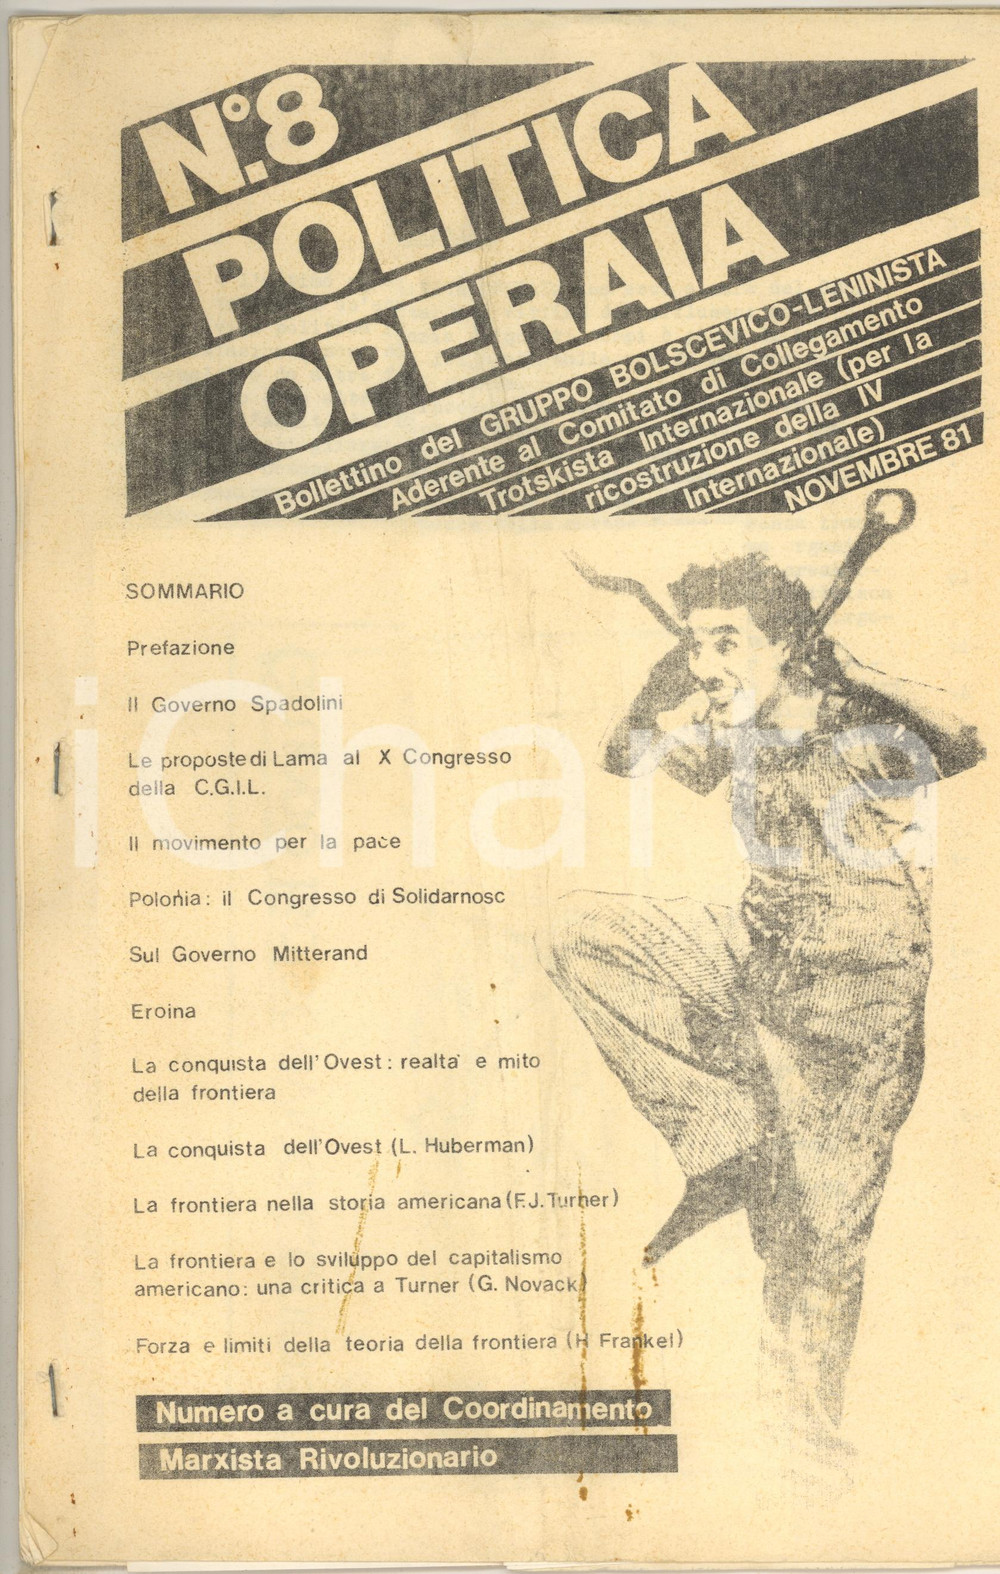 N.º 8
POLITICA
OPERAIA
Bollettino del GRUPPO BOLSCEVICO-LENINISTA
Aderente al Comitato di Collegamento
Trotskista Internazionale (per la
ricostruzione della IV
Internazionale)
NOVEMBRE 81
SOMMARIO
Prefazione
Il Governo Spadolini
Le proposte di Lama al X Congresso
della C.G.I.L.
Il movimento per la pace
Polonia: il Congresso di Solidarnosc
Sul Governo Mitterand
Eroina
La conquista dell'Ovest: realta' e mito
della frontiera
La conquista dell'Ovest (L. Huberman)
La frontiera nella storia americana (F.J. Turner)
La frontiera e lo sviluppo del capitalismo
americano: una critica a Turner (G. Novack)
Forza e limiti della teoria della frontiera (H Frankel)
Numero a cura del Coordinamento
Marxista Rivoluzionario
iCharta